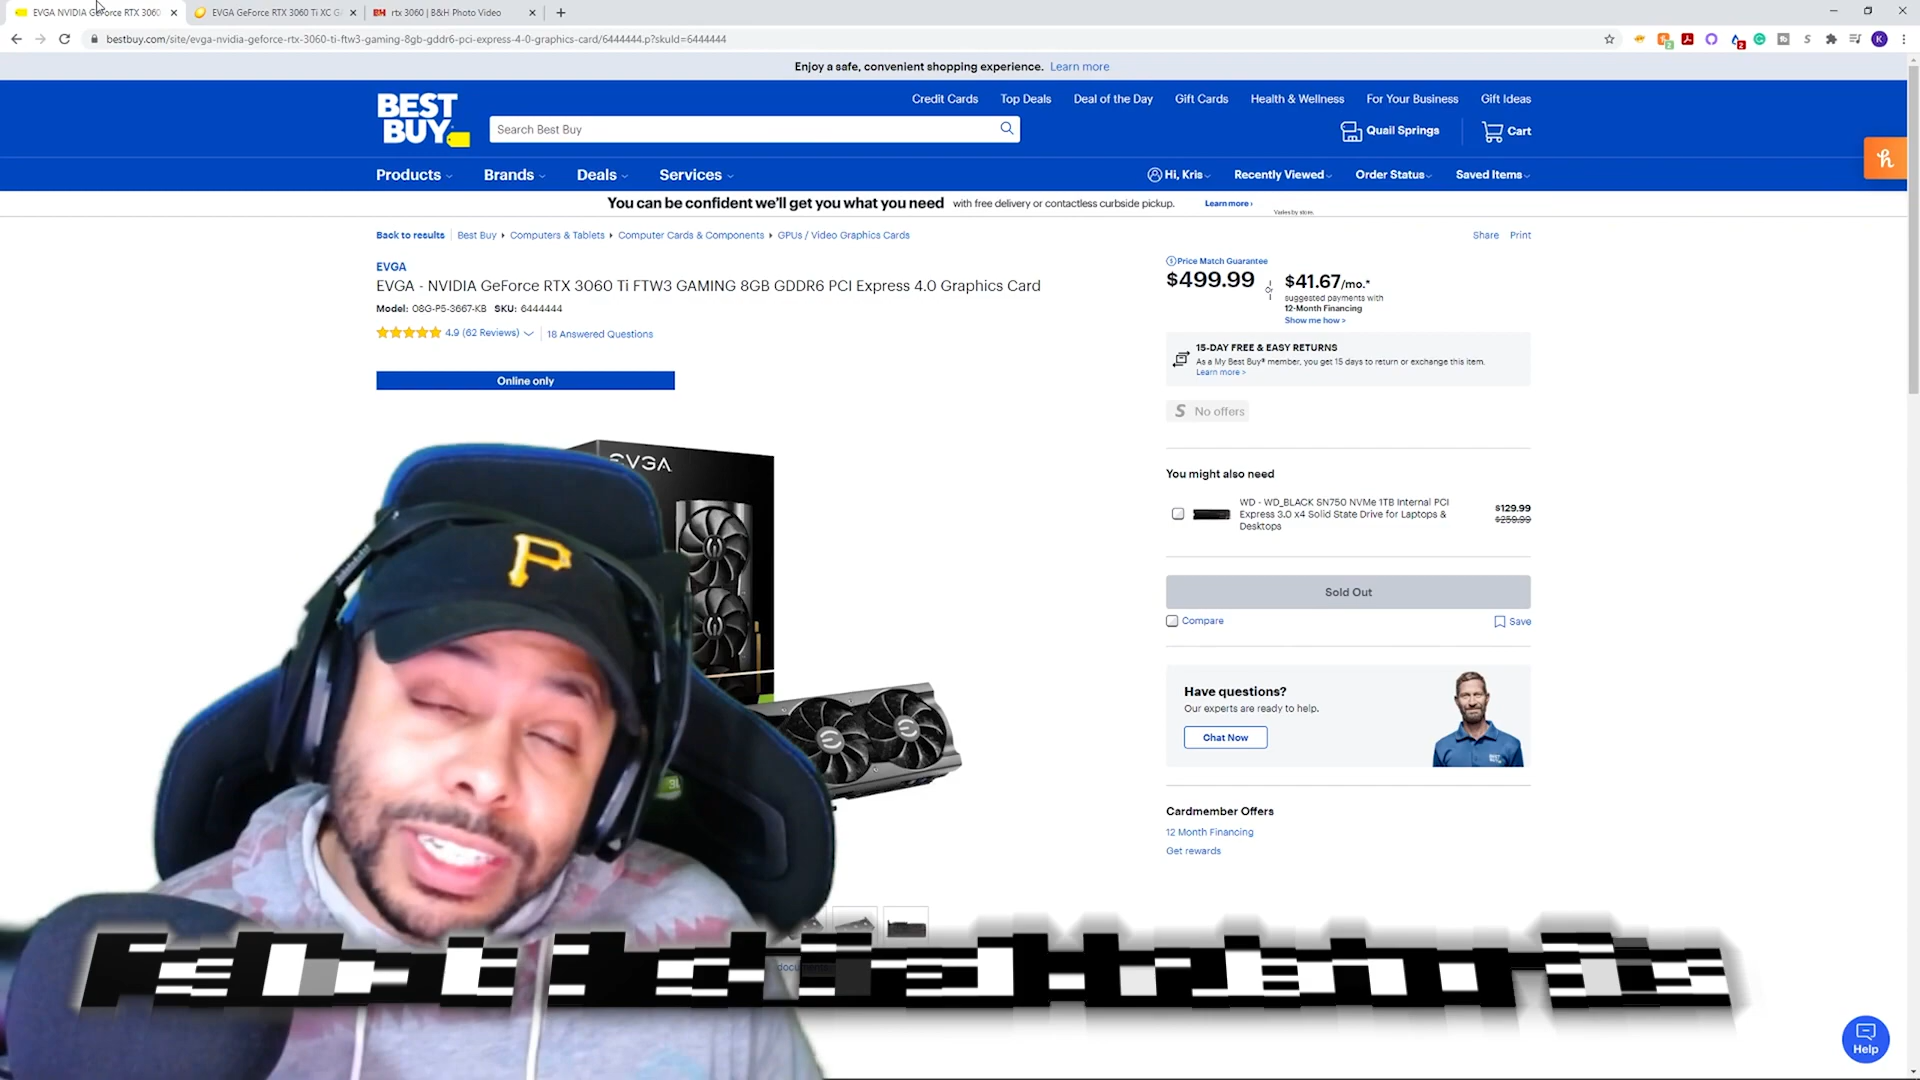 EVGA NVIDIA GeForce RTX 3060
EVGA GeForce RTX 3060 Ti XC G
BH rtx 3060 | B&H Photo Video
bestbuy.com/site/evga-nvidia-geforce-rtx-3060-ti-ftw3-gaming-8gb-gddr6-pci-express-4-0-graphics-card/6444444.p?skuId=6444444
2
2
K
Enjoy a safe, convenient shopping experience. Learn more
BEST BUY
Credit Cards Top Deals Deal of the Day Gift Cards Health & Wellness For Your Business Gift Ideas
Search Best Buy
Quail Springs
Cart
Products Brands Deals Services
Hi, Kris Recently Viewed Order Status Saved Items
You can be confident we'll get you what you need with free delivery or contactless curbside pickup. Learn more › Varies by store.
Back to results Best Buy Computers & Tablets Computer Cards & Components GPUs / Video Graphics Cards
Share Print
EVGA
EVGA - NVIDIA GeForce RTX 3060 Ti FTW3 GAMING 8GB GDDR6 PCI Express 4.0 Graphics Card
Model: 08G-P5-3667-KB SKU: 6444444
4.9 (62 Reviews) 18 Answered Questions
Online only
EVGA
Price Match Guarantee
$499.99
or
$41.67/mo.*
suggested payments with
12-Month Financing
Show me how >
15-DAY FREE & EASY RETURNS
As a My Best Buy® member, you get 15 days to return or exchange this item.
Learn more >
S No offers
You might also need
WD - WD_BLACK SN750 NVMe 1TB Internal PCI
Express 3.0 x4 Solid State Drive for Laptops &
Desktops
$129.99
$259.99
Sold Out
Compare
Save
Have questions?
Our experts are ready to help.
Chat Now
Cardmember Offers
12 Month Financing
Get rewards
P
Help